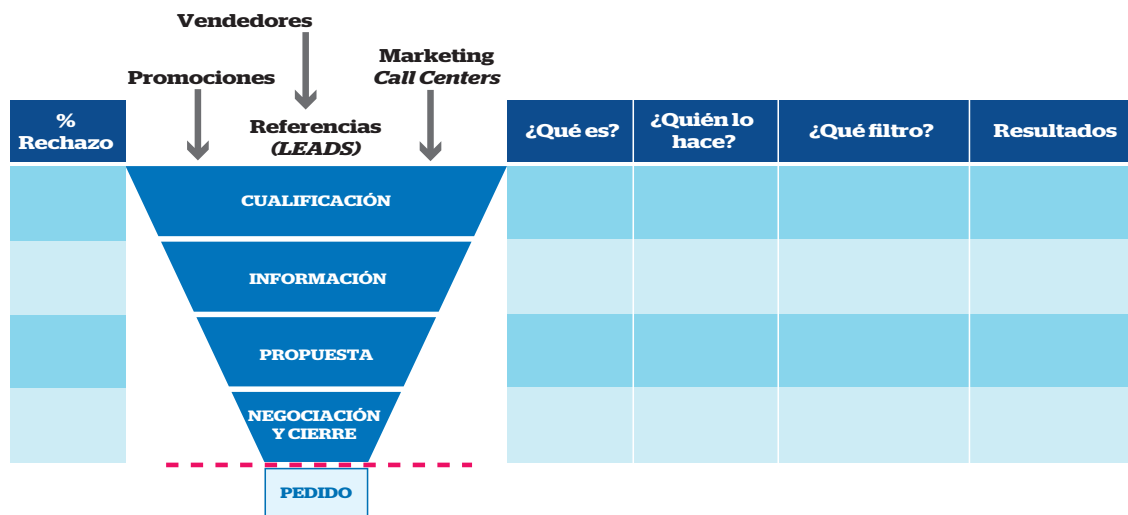 Vendedores
Promociones
Marketing
Call Centers
%
Rechazo
Referencias
(LEADS)
¿Qué es?
¿Quién lo
hace?
¿Qué filtro?
Resultados
CUALIFICACIÓN
INFORMACIÓN
PROPUESTA
NEGOCIACIÓN
Y CIERRE
PEDIDO